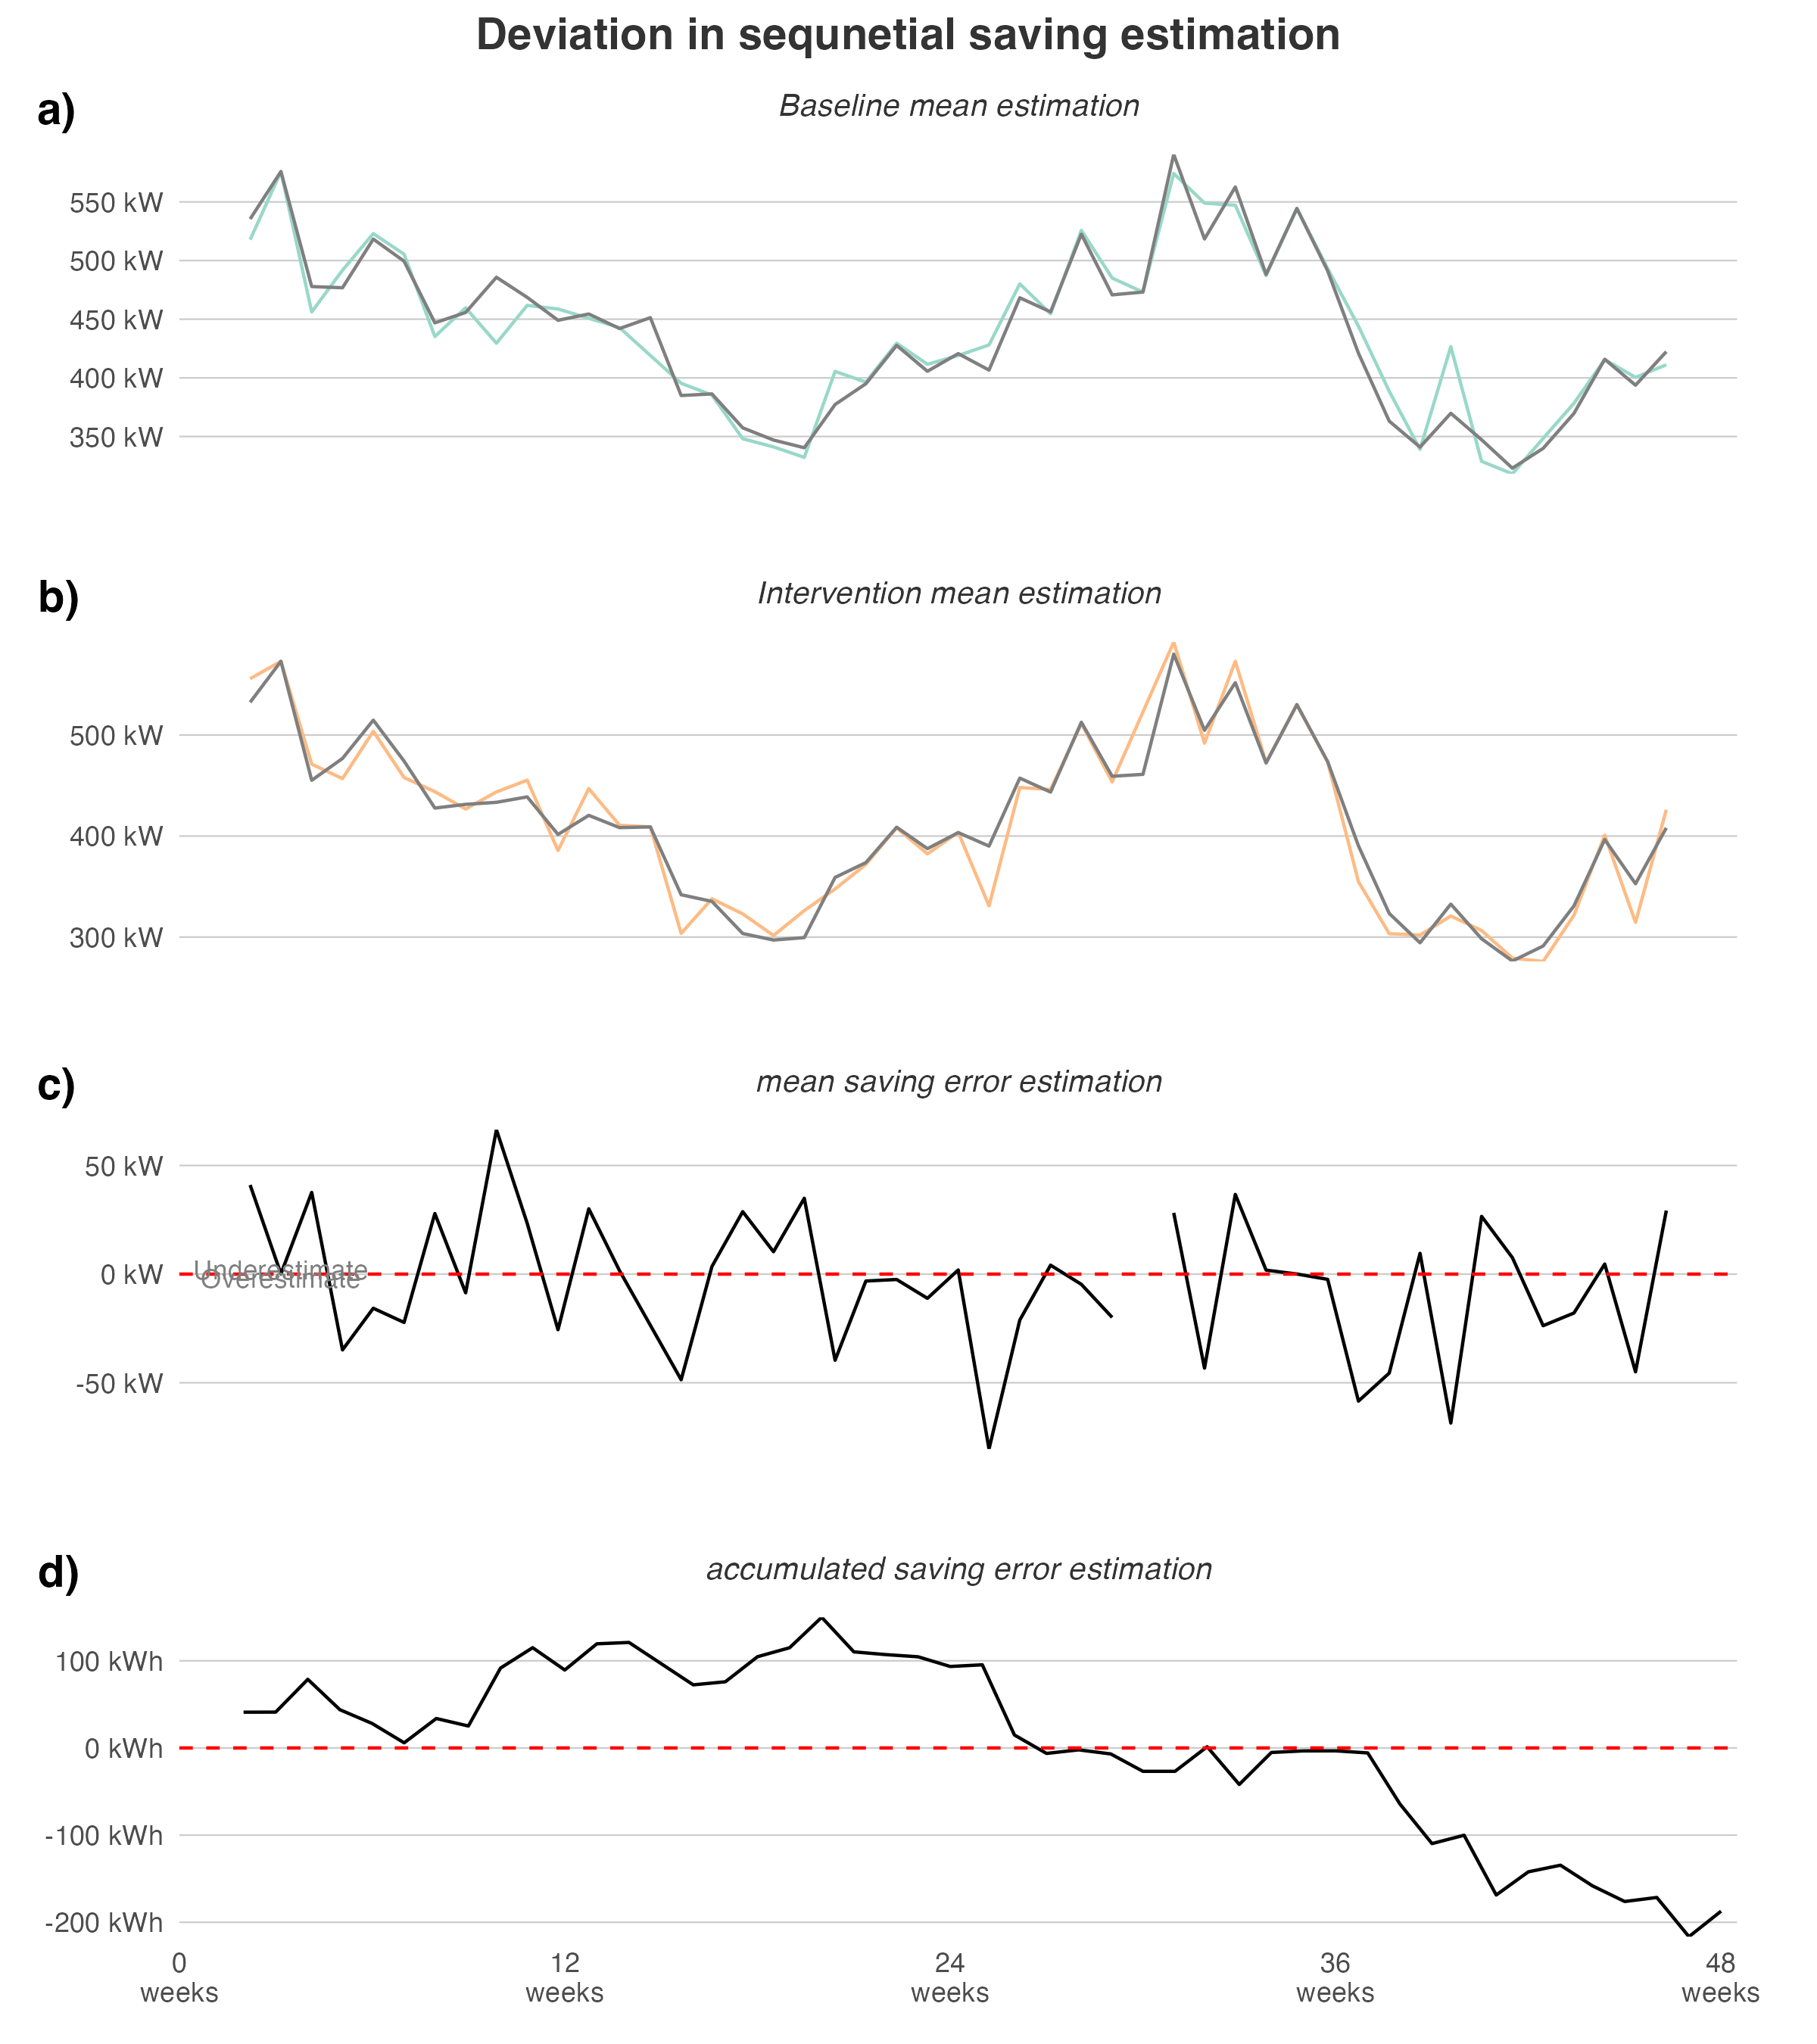 Deviation in sequnetial saving estimation
a)
Baseline mean estimation
550 kW
500 kW
450 kW
400 kW
350 kW
b)
Intervention mean estimation
500 kW
400 kW
300 kW
c)
mean saving error estimation
50 kW
Underestimate
0 kW
Overestimate
-50 kW
d)
accumulated saving error estimation
100 kWh
0 kWh
-100 kWh
-200 kWh
0 12 24 36 48
weeks weeks weeks weeks weeks